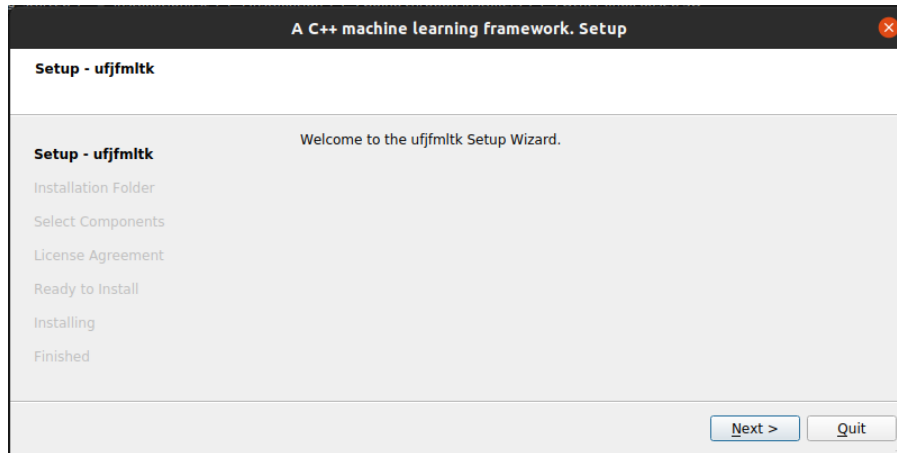 A C++ machine learning framework. Setup
Setup - ufjfmltk
Setup - ufjfmltk
Welcome to the ufjfmltk Setup Wizard.
Installation Folder
Select Components
License Agreement
Ready to Install
Installing
Finished
Next >
Quit